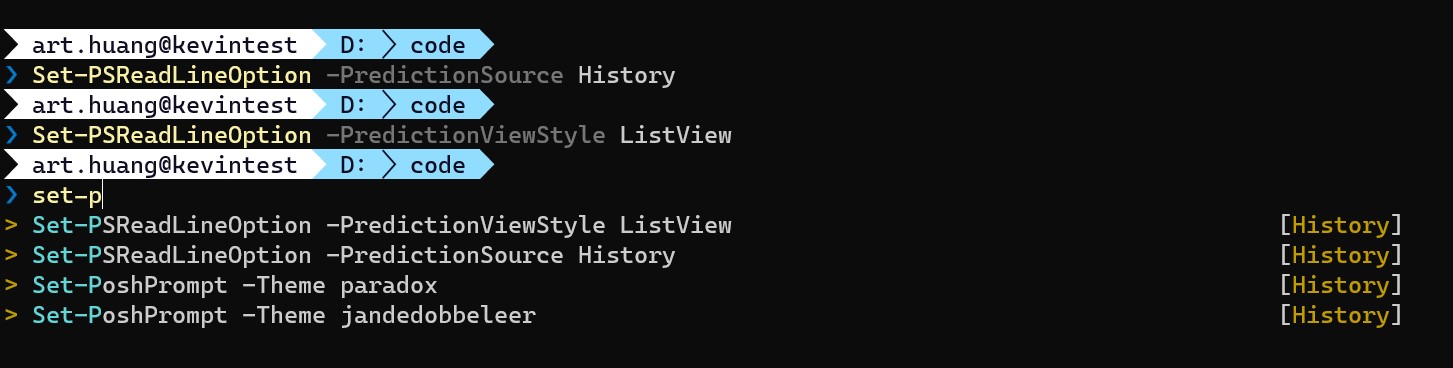 art.huang@kevintest D: code
❯ Set-PSReadLineOption -PredictionSource History
art.huang@kevintest D: code
❯ Set-PSReadLineOption -PredictionViewStyle ListView
art.huang@kevintest D: code
❯ set-p
> Set-PSReadLineOption -PredictionViewStyle ListView [History]
> Set-PSReadLineOption -PredictionSource History [History]
> Set-PoshPrompt -Theme paradox [History]
> Set-PoshPrompt -Theme jandedobbeleer [History]